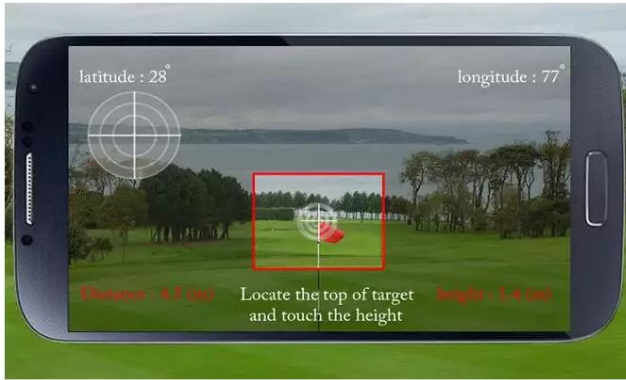 latitude : 28°
longitude : 77°
Distance : 4.5 (m)
Locate the top of target
and touch the height
height : 1.4 (m)